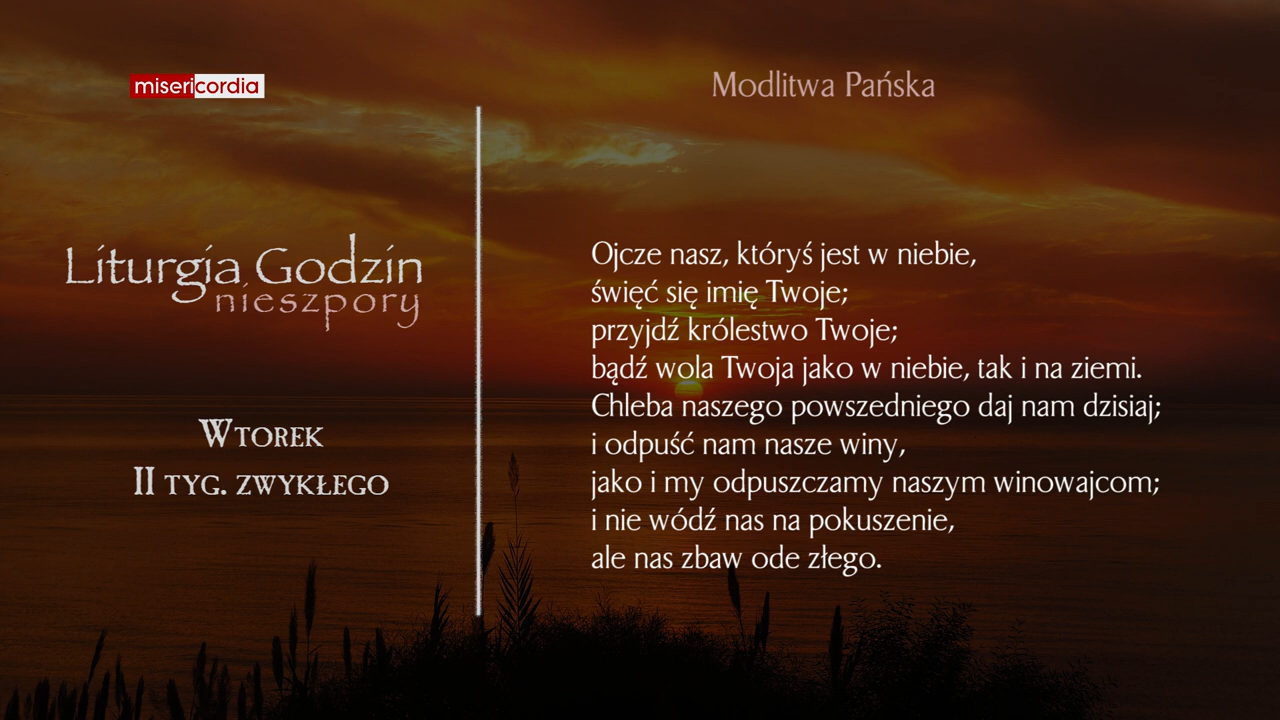 misericordia
Liturgia Godzin
nieszpory
Wtorek
II tyg. zwykłego
Modlitwa Pańska
Ojcze nasz, któryś jest w niebie,
święć się imię Twoje;
przyjdź królestwo Twoje;
bądź wola Twoja jako w niebie, tak i na ziemi.
Chleba naszego powszedniego daj nam dzisiaj;
i odpuść nam nasze winy,
jako i my odpuszczamy naszym winowajcom;
i nie wódź nas na pokuszenie,
ale nas zbaw ode złego.